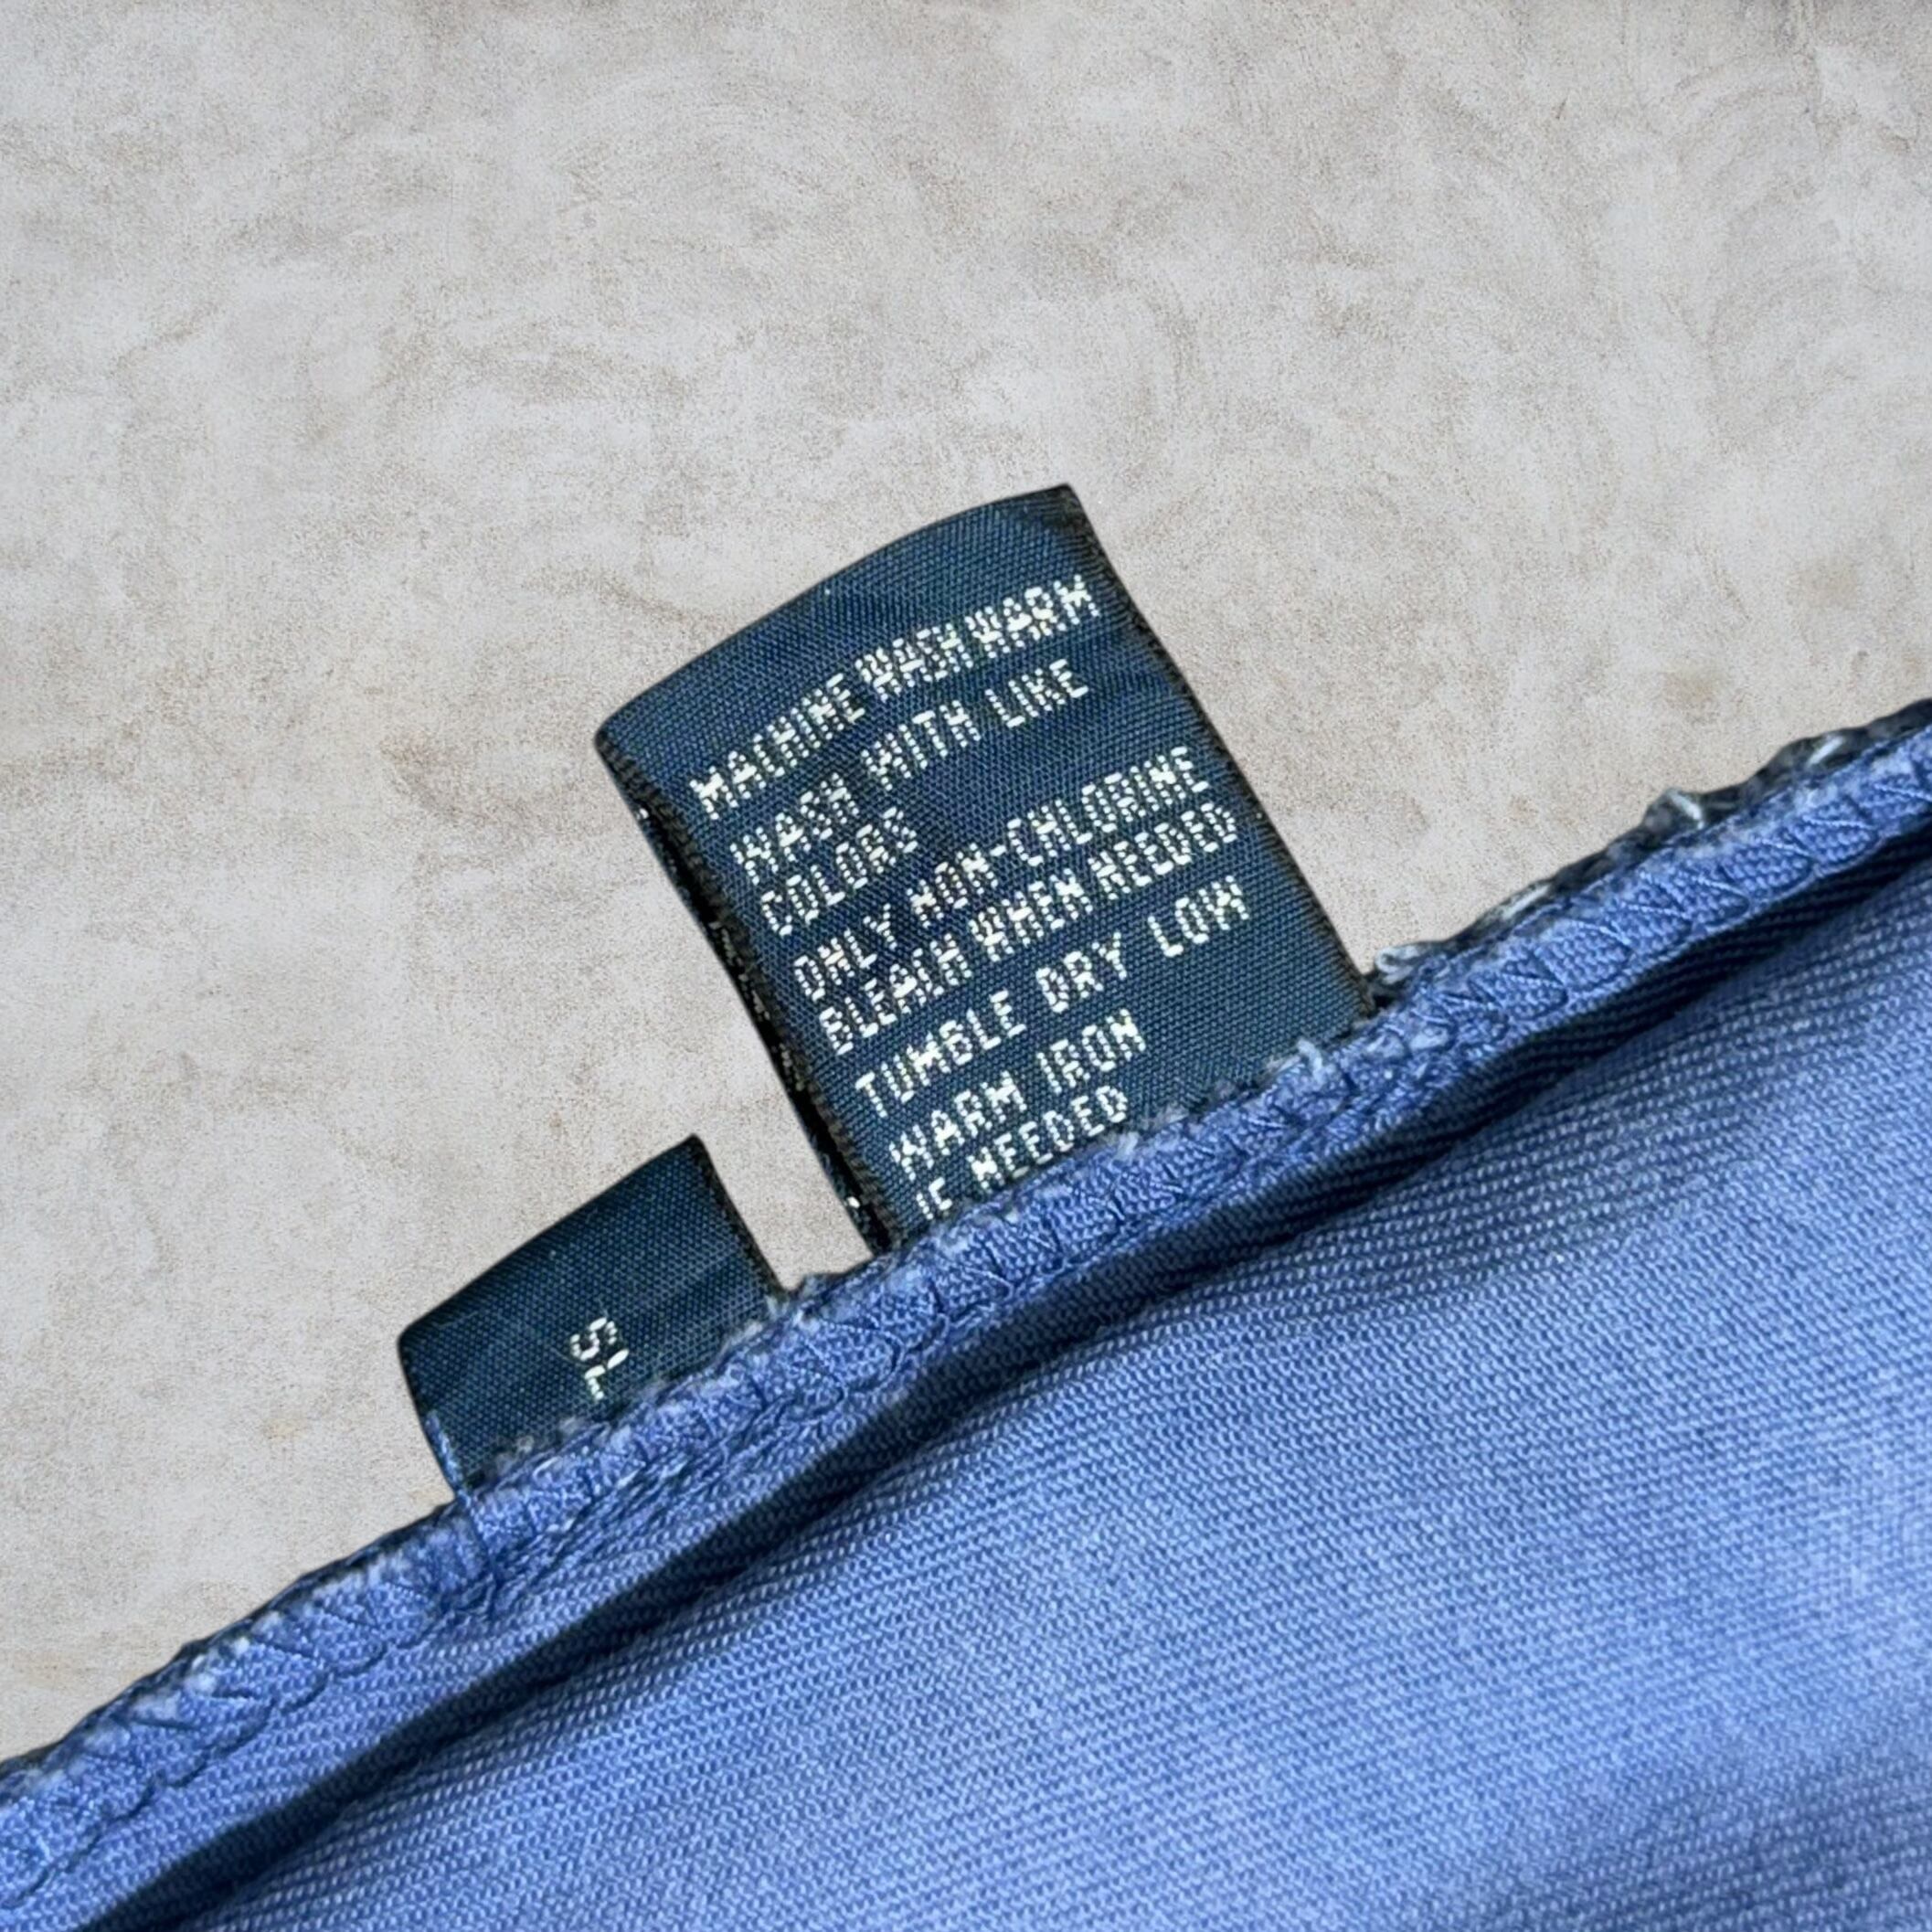 MACHINE WASH WARM
WASH WITH LIKE
COLORS
ONLY NON-CHLORINE
BLEACH WHEN NEEDED
TUMBLE DRY LOW
WARM IRON
IF NEEDED